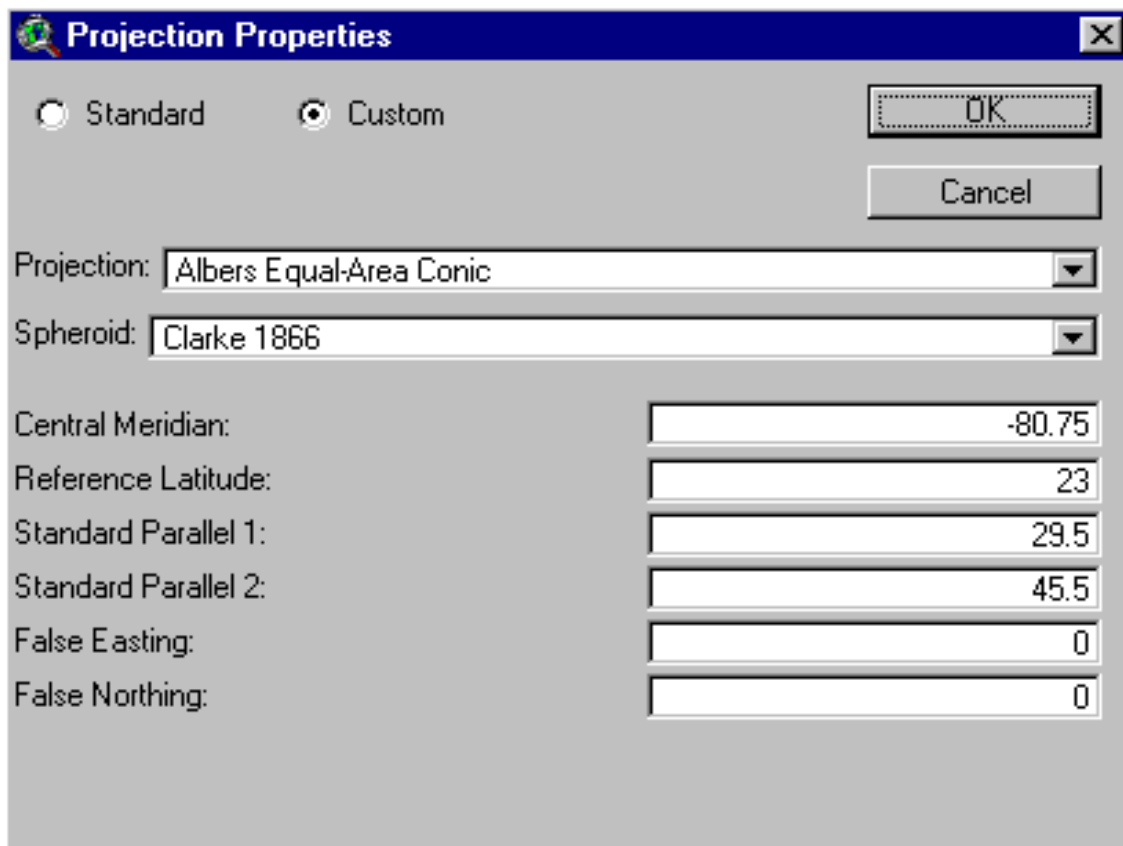 Projection Properties
Standard Custom OK
Cancel
Projection: Albers Equal-Area Conic
Spheroid: Clarke 1866
Central Meridian: -80.75
Reference Latitude: 23
Standard Parallel 1: 29.5
Standard Parallel 2: 45.5
False Easting: 0
False Northing: 0